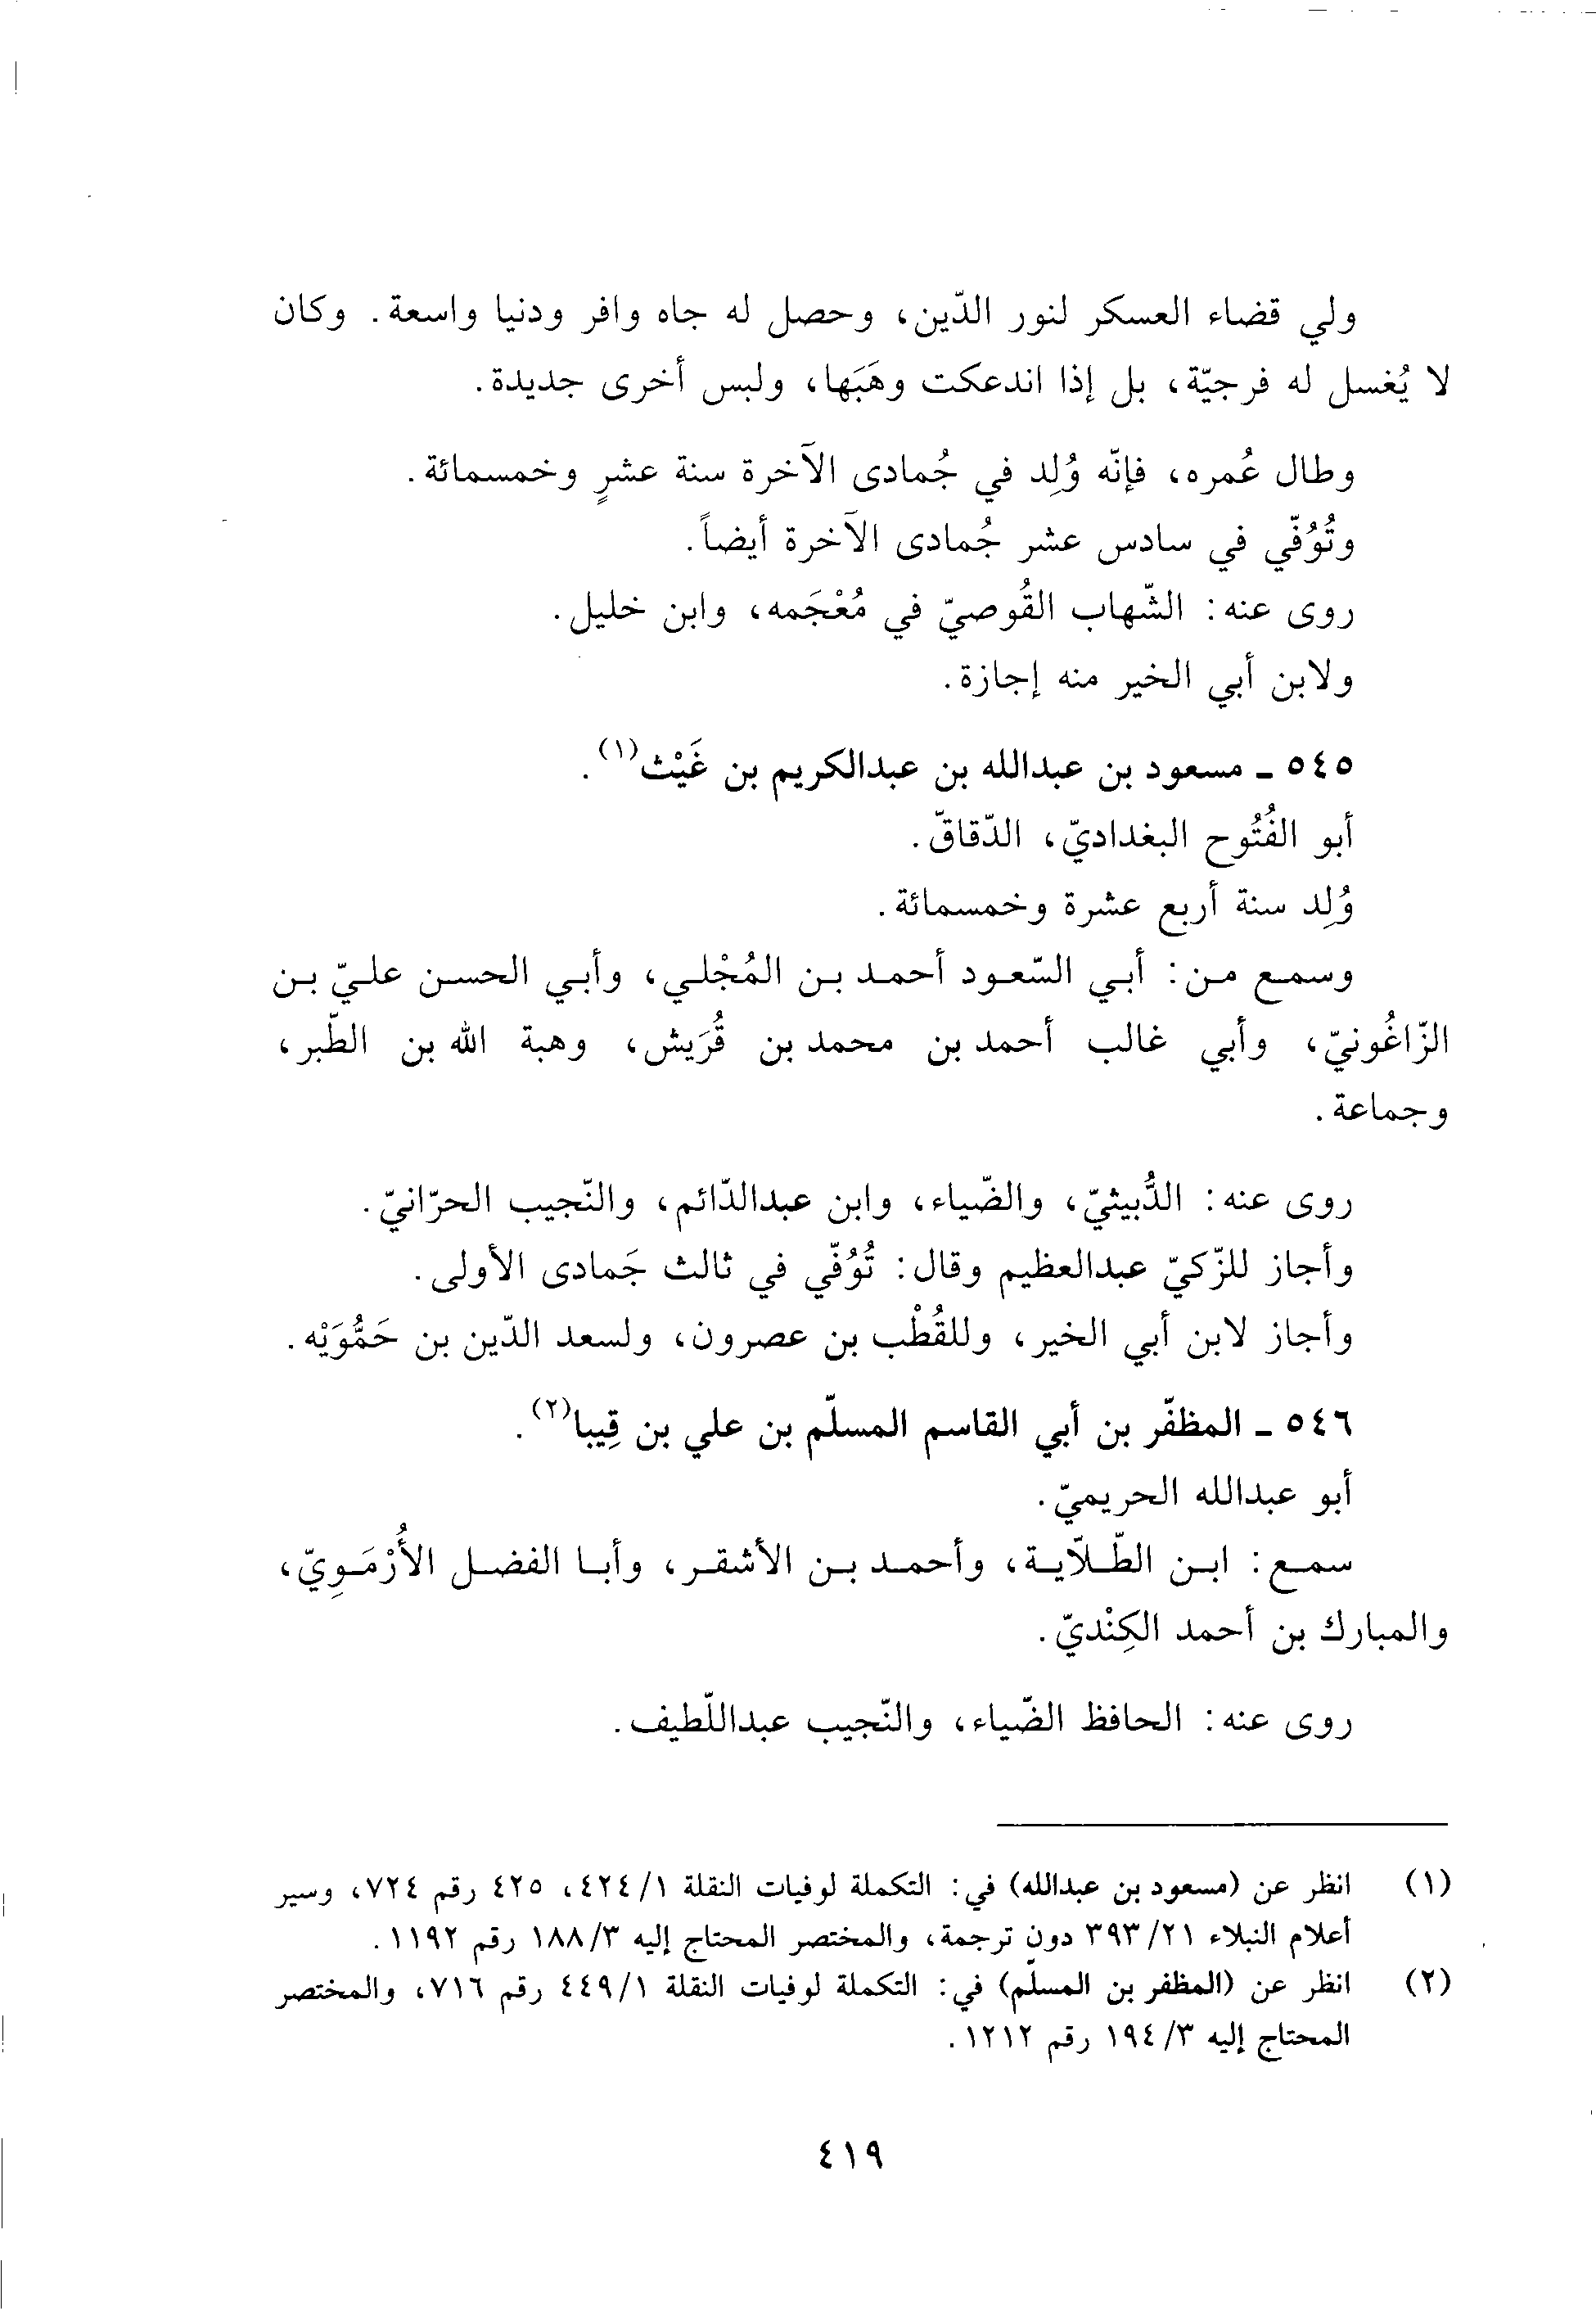 ولي قضاء العسكر لنور الدّين، وحصل له جاه وافر ودنيا واسعة. وكان
لا يُغسل له فرجيّة، بل إذا اندعكت وهَبَها، ولبس أخرى جديدة.
وطال عُمره، فإنّه وُلِد في جُمادى الآخرة سنة عشرٍ وخمسمائة.
وتُوُفّي في سادس عشر جُمادى الآخرة أيضاً.
روى عنه: الشّهاب القُوصيّ في مُعْجَمه، وابن خليل.
ولابن أبي الخير منه إجازة.
٥٤٥ - مسعود بن عبدالله بن عبدالكريم بن غَيْث(١).
أبو الفُتُوح البغداديّ، الدّقاقّ.
وُلِد سنة أربع عشرة وخمسمائة.
وسمع من: أبي السّعود أحمد بن المُجْلي، وأبي الحسن عليّ بن
الزّاغُونيّ، وأبي غالب أحمد بن محمد بن قُرَيش، وهبة الله بن الطّبر،
وجماعة.
روى عنه: الدُّبيثيّ، والضّياء، وابن عبدالدّائم، والنّجيب الحرّانيّ.
وأجاز للزّكيّ عبدالعظيم وقال: تُوُفّي في ثالث جَمادى الأولى.
وأجاز لابن أبي الخير، وللقُطْب بن عصرون، ولسعد الدّين بن حَمُّوَيْه.
٥٤٦ - المظفّر بن أبي القاسم المسلّم بن علي بن قِيبا(٢).
أبو عبدالله الحريميّ.
سمع: ابن الطّلّاية، وأحمد بن الأشقر، وأبا الفضل الأُرْمَوِيّ،
والمبارك بن أحمد الكِنْديّ.
روى عنه: الحافظ الضّياء، والنّجيب عبداللّطيف.
(١) انظر عن (مسعود بن عبدالله) في: التكملة لوفيات النقلة ١/ ٤٢٤، ٤٢٥ رقم ٧٢٤، وسير
أعلام النبلاء ٢١/ ٣٩٣ دون ترجمة، والمختصر المحتاج إليه ٣/ ١٨٨ رقم ١١٩٢.
(٢) انظر عن (المظفر بن المسلّم) في: التكملة لوفيات النقلة ١/ ٤٤٩ رقم ٧١٦، والمختصر
المحتاج إليه ٣/ ١٩٤ رقم ١٢١٢.
٤١٩